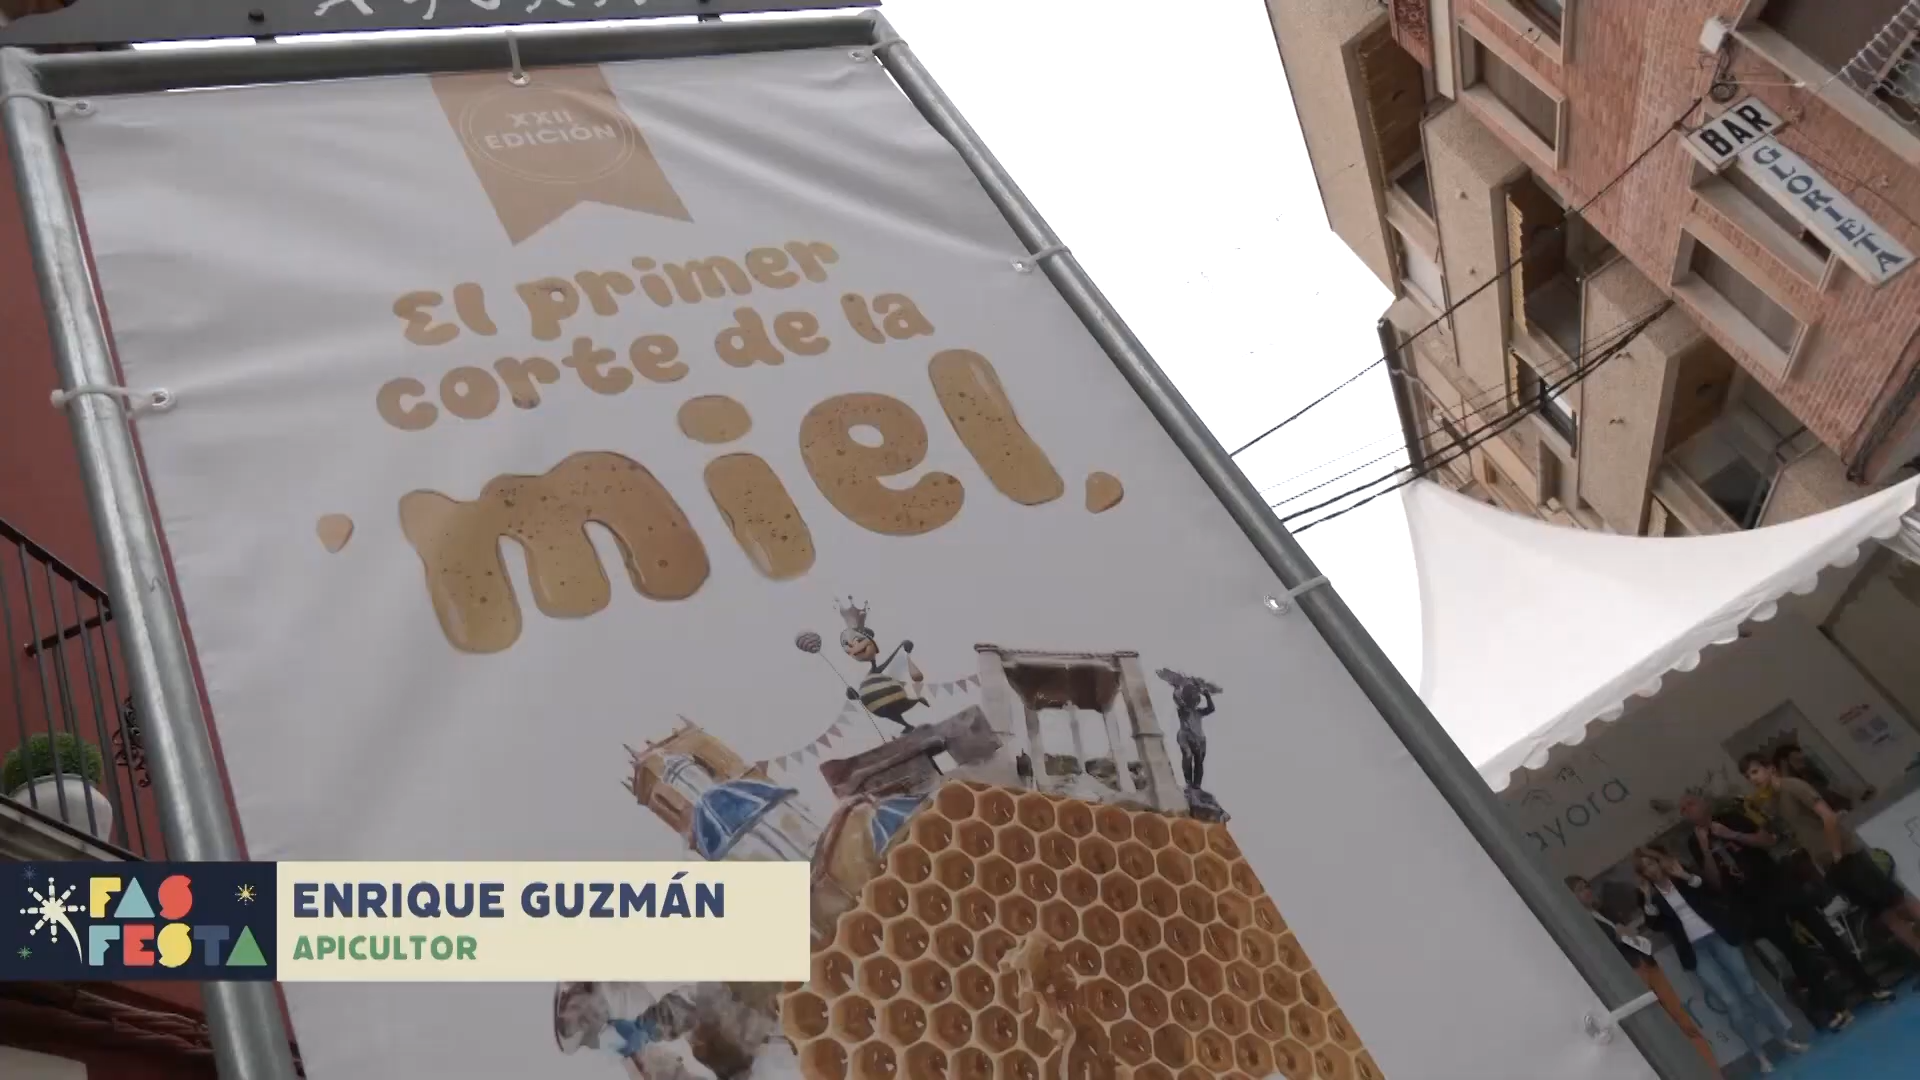 XXII
EDICIÓN
El primer
corte de la
miel
BAR
GLORIETA
ayora
FAS
FESTA
ENRIQUE GUZMÁN
APICULTOR